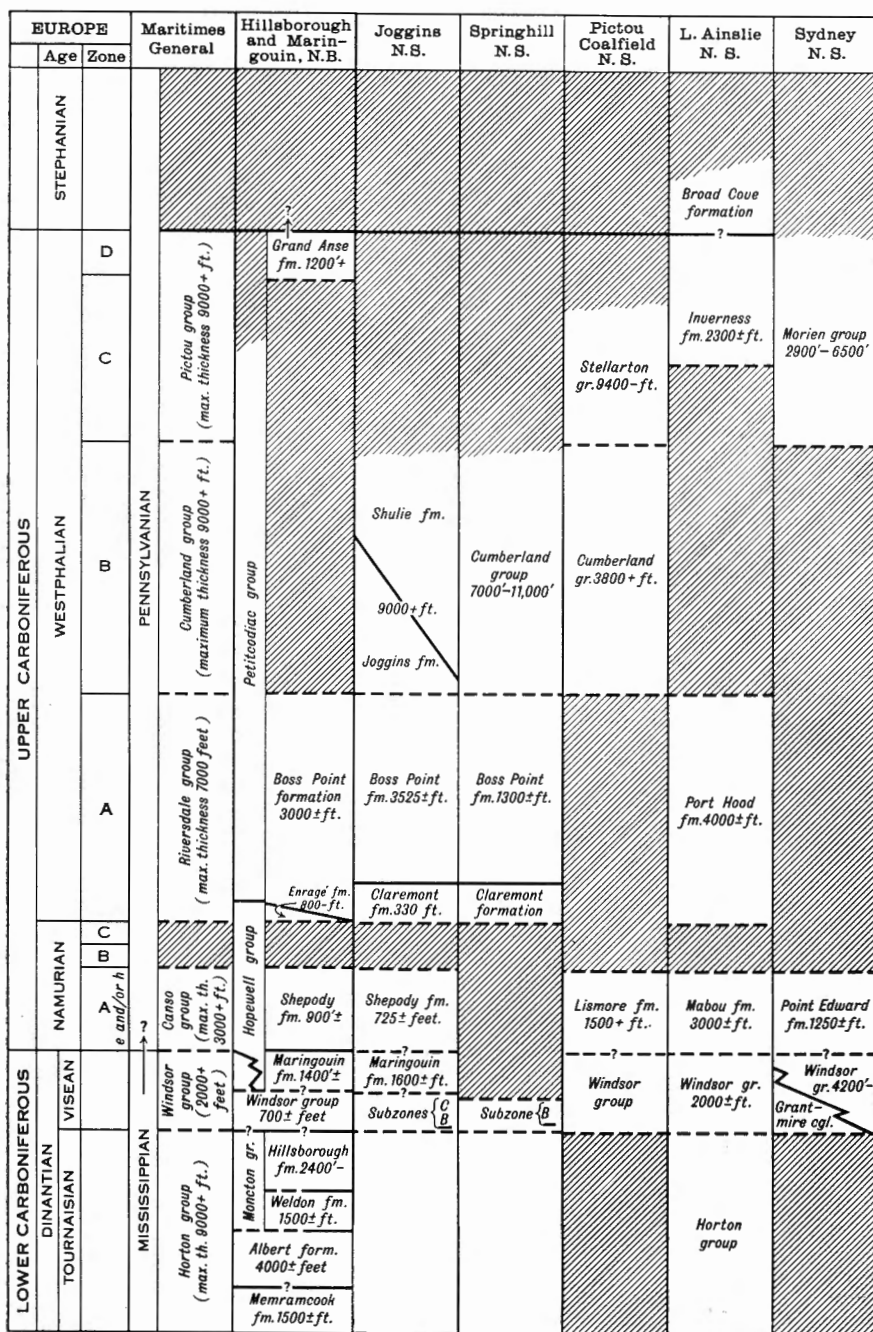 EUROPE
Age
Zone
Maritimes
General
Hillsborough
and Marin-
gouin, N.B.
Joggins
N.S.
Springhill
N.S.
Pictou
Coalfield
N. S.
L. Ainslie
N. S.
Sydney
N.S.
UPPER CARBONIFEROUS
LOWER CARBONIFEROUS
STEPHANIAN
WESTPHALIAN
NAMURIAN
DINANTIAN
VISEAN
TOURNAISIAN
D
C
B
A
C
B
A
e and/or h
PENNSYLVANIAN
?
MISSISSIPPIAN
Pictou group
(max. thickness 9000+ ft.)
Cumberland group
(maximum thickness 9000+ ft.)
Riversdale group
(max. thickness 7000 feet)
Canso
group
(max. th.
3000+ ft.)
Windsor
group
(2000+
feet)
Horton group
(max. th. 9000+ ft.)
?
Grand Anse
fm. 1200'+
Petitcodiac group
Boss Point
formation
3000±ft.
Enragé fm.
800-ft.
Hopewell group
Shepody
fm. 900'±
Maringouin
fm. 1400'±
Windsor group
700± feet
?
?
Moncton gr.
Hillsborough
fm. 2400'-
Weldon fm.
1500±ft.
Albert form.
4000±feet
?
Memramcook
fm. 1500±ft.
Shulie fm.
9000+ft.
Joggins fm.
Boss Point
fm. 3525±ft.
Claremont
fm. 330 ft.
Shepody fm.
725± feet.
?
Maringouin
fm. 1600±ft.
Subzones { C
B
Cumberland
group
7000'-11,000'
Boss Point
fm. 1300±ft.
Claremont
formation
Subzone { B
Stellarton
gr. 9400-ft.
Cumberland
gr. 3800+ ft.
Lismore fm.
1500+ ft.
?
Windsor
group
Broad Cove
formation
?
Inverness
fm. 2300±ft.
Port Hood
fm. 4000±ft.
Mabou fm.
3000±ft.
?
Windsor gr.
2000±ft.
Horton
group
Morien group
2900'-6500'
Point Edward
fm. 1250±ft.
?
Windsor
gr. 4200'-
Grant-
mire cgl.